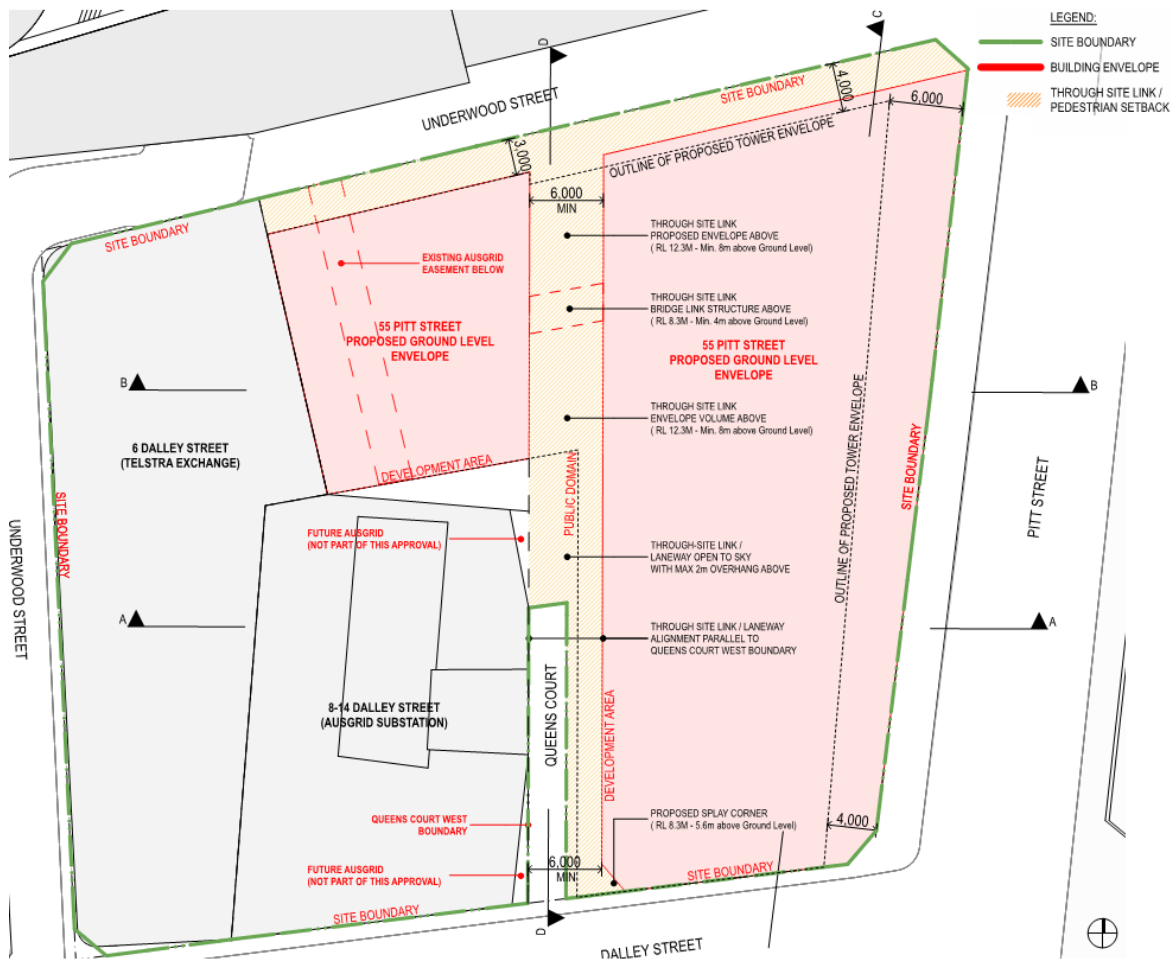 LEGEND:
SITE BOUNDARY
BUILDING ENVELOPE
THROUGH SITE LINK /
PEDESTRIAN SETBACK
D
C
UNDERWOOD STREET
SITE BOUNDARY
4,000
6,000
3,000
OUTLINE OF PROPOSED TOWER ENVELOPE
6,000
MIN
SITE BOUNDARY
THROUGH SITE LINK
PROPOSED ENVELOPE ABOVE
( RL 12.3M - Min. 8m above Ground Level)
EXISTING AUSGRID
EASEMENT BELOW
THROUGH SITE LINK
BRIDGE LINK STRUCTURE ABOVE
( RL 8.3M - Min. 4m above Ground Level)
55 PITT STREET
PROPOSED GROUND LEVEL
ENVELOPE
55 PITT STREET
PROPOSED GROUND LEVEL
ENVELOPE
B
B
THROUGH SITE LINK
ENVELOPE VOLUME ABOVE
( RL 12.3M - Min. 8m above Ground Level)
6 DALLEY STREET
(TELSTRA EXCHANGE)
DEVELOPMENT AREA
OUTLINE OF PROPOSED TOWER ENVELOPE
SITE BOUNDARY
PITT STREET
PUBLIC DOMAIN
SITE BOUNDARY
UNDERWOOD STREET
FUTURE AUSGRID
(NOT PART OF THIS APPROVAL)
THROUGH-SITE LINK /
LANEWAY OPEN TO SKY
WITH MAX 2m OVERHANG ABOVE
A
A
THROUGH SITE LINK / LANEWAY
ALIGNMENT PARALLEL TO
QUEENS COURT WEST BOUNDARY
8-14 DALLEY STREET
(AUSGRID SUBSTATION)
QUEENS COURT
DEVELOPMENT AREA
QUEENS COURT WEST
BOUNDARY
PROPOSED SPLAY CORNER
( RL 8.3M - 5.6m above Ground Level)
4,000
6,000
MIN
FUTURE AUSGRID
(NOT PART OF THIS APPROVAL)
SITE BOUNDARY
SITE BOUNDARY
D
DALLEY STREET